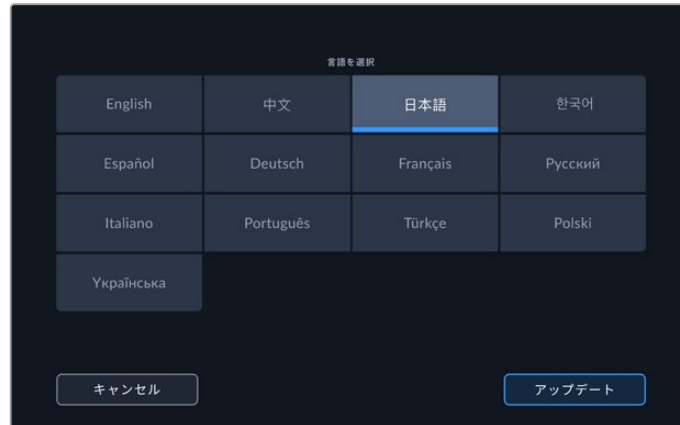 言語を選択
English 中文 日本語 한국어
Español Deutsch Français Русский
Italiano Português Türkçe Polski
Українська
キャンセル アップデート